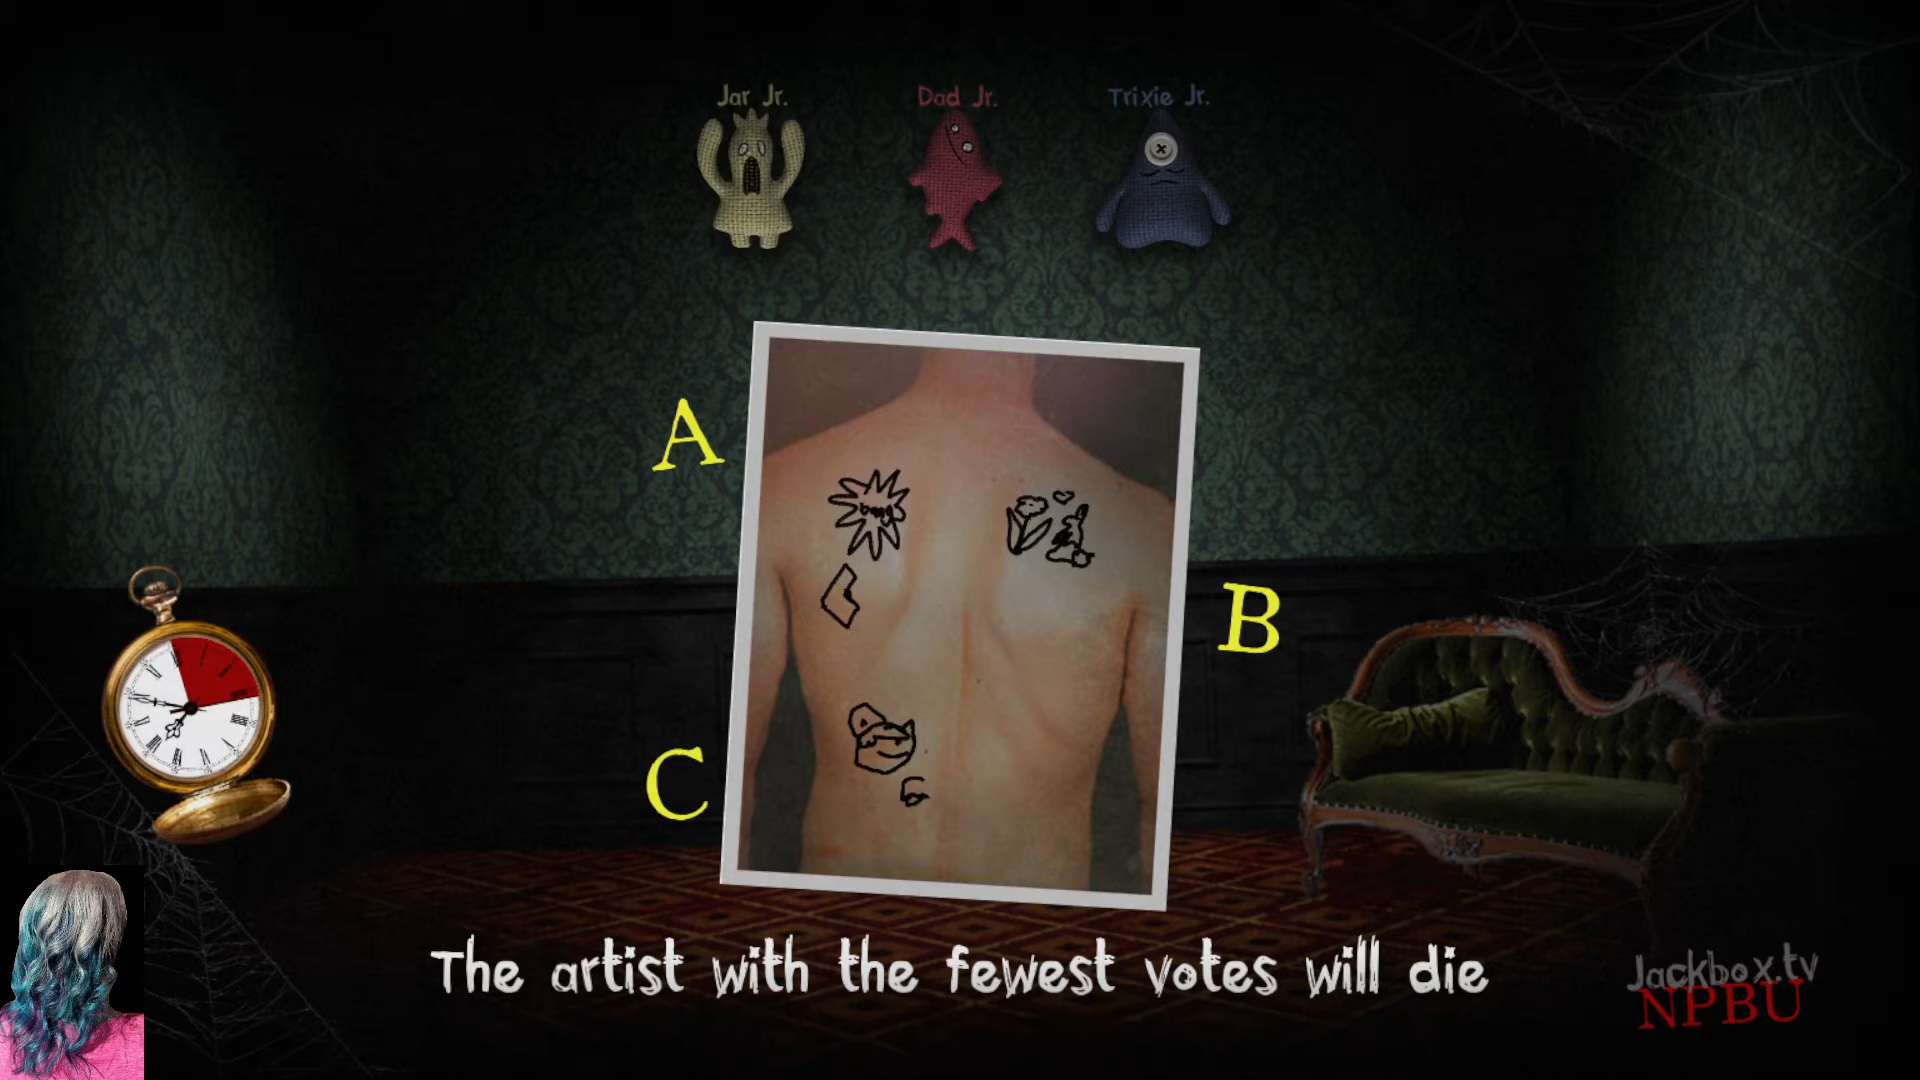 Jar Jr. Dad Jr. Trixie Jr.
A
B
C
The artist with the fewest votes will die
Jackbox.tv
NPBU